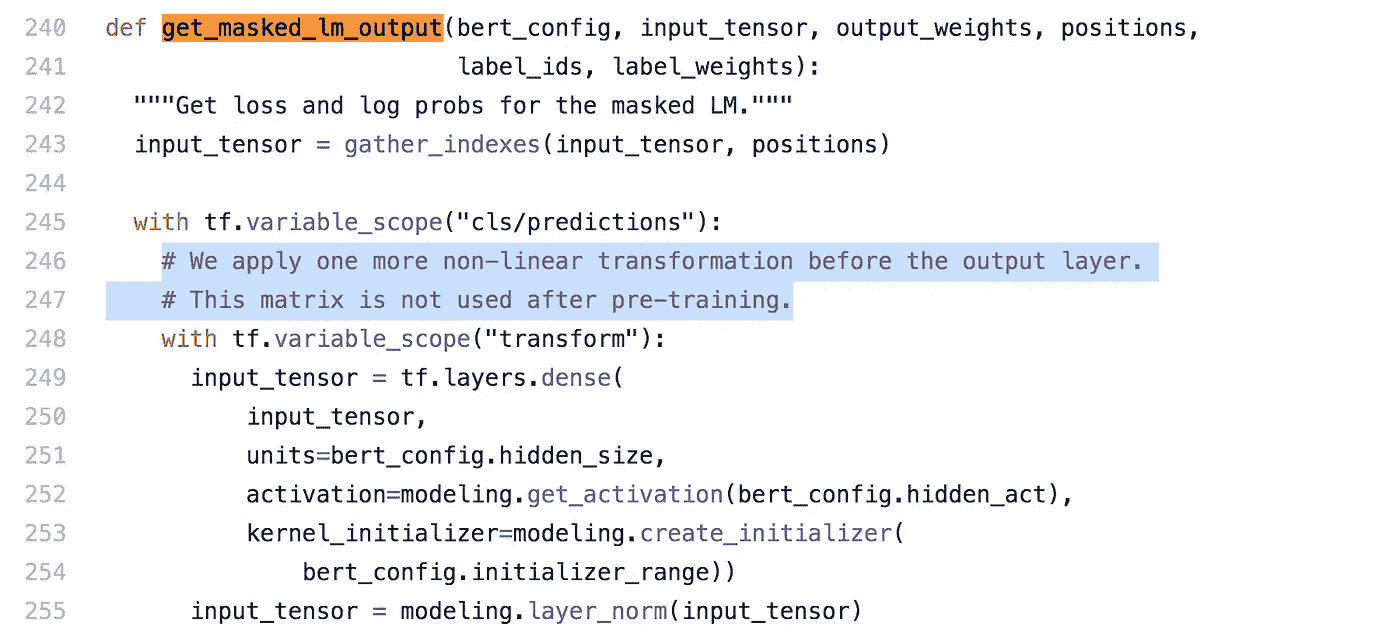 240 def get_masked_lm_output(bert_config, input_tensor, output_weights, positions,
241                          label_ids, label_weights):
242   """Get loss and log probs for the masked LM."""
243   input_tensor = gather_indexes(input_tensor, positions)
244
245   with tf.variable_scope("cls/predictions"):
246     # We apply one more non-linear transformation before the output layer.
247     # This matrix is not used after pre-training.
248     with tf.variable_scope("transform"):
249       input_tensor = tf.layers.dense(
250           input_tensor,
251           units=bert_config.hidden_size,
252           activation=modeling.get_activation(bert_config.hidden_act),
253           kernel_initializer=modeling.create_initializer(
254               bert_config.initializer_range))
255       input_tensor = modeling.layer_norm(input_tensor)